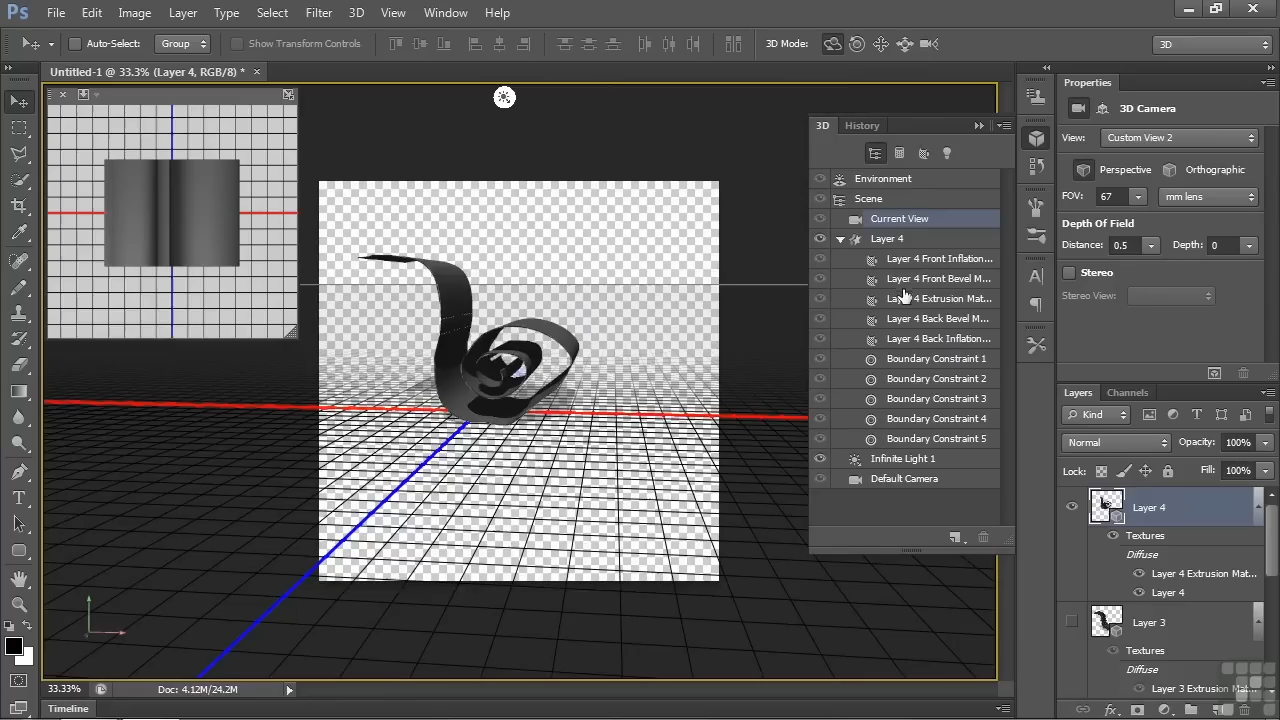 Ps File Edit Image Layer Type Select Filter 3D View Window Help
Auto-Select: Group Show Transform Controls 3D Mode: 3D
Untitled-1 @ 33.3% (Layer 4, RGB/8) *
3D History
Environment
Scene
Current View
Layer 4
Layer 4 Front Inflation...
Layer 4 Front Bevel M...
Layer 4 Extrusion Mat...
Layer 4 Back Bevel M...
Layer 4 Back Inflation...
Boundary Constraint 1
Boundary Constraint 2
Boundary Constraint 3
Boundary Constraint 4
Boundary Constraint 5
Infinite Light 1
Default Camera
Properties
3D Camera
View: Custom View 2
Perspective Orthographic
FOV: 67 mm lens
Depth Of Field
Distance: 0.5 Depth: 0
Stereo
Stereo View:
Layers Channels
Kind
Normal Opacity: 100%
Lock: Fill: 100%
Layer 4
Textures
Diffuse
Layer 4 Extrusion Mat...
Layer 4
Layer 3
Textures
Diffuse
Layer 3 Extrusion Mat...
33.33% Doc: 4.12M/24.2M
Timeline